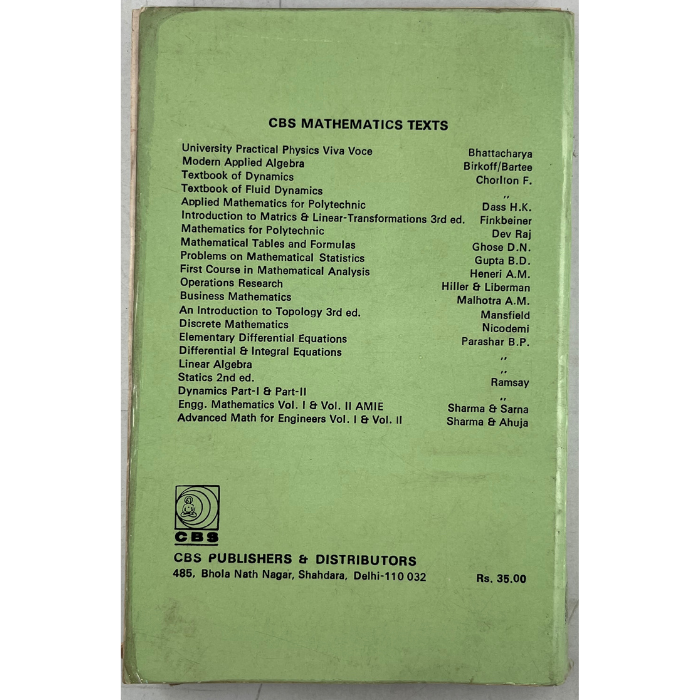 CBS MATHEMATICS TEXTS
University Practical Physics Viva Voce Bhattacharya
Modern Applied Algebra Birkoff/Bartee
Textbook of Dynamics Chorlton F.
Textbook of Fluid Dynamics ,,
Applied Mathematics for Polytechnic Dass H.K.
Introduction to Matrics & Linear-Transformations 3rd ed. Finkbeiner
Mathematics for Polytechnic Dev Raj
Mathematical Tables and Formulas Ghose D.N.
Problems on Mathematical Statistics Gupta B.D.
First Course in Mathematical Analysis Heneri A.M.
Operations Research Hiller & Liberman
Business Mathematics Malhotra A.M.
An Introduction to Topology 3rd ed. Mansfield
Discrete Mathematics Nicodemi
Elementary Differential Equations Parashar B.P.
Differential & Integral Equations ,,
Linear Algebra ,,
Statics 2nd ed. Ramsay
Dynamics Part-I & Part-II ,,
Engg. Mathematics Vol. I & Vol. II AMIE Sharma & Sarna
Advanced Math for Engineers Vol. I & Vol. II Sharma & Ahuja
CBS
CBS PUBLISHERS & DISTRIBUTORS
485, Bhola Nath Nagar, Shahdara, Delhi-110 032 Rs. 35.00